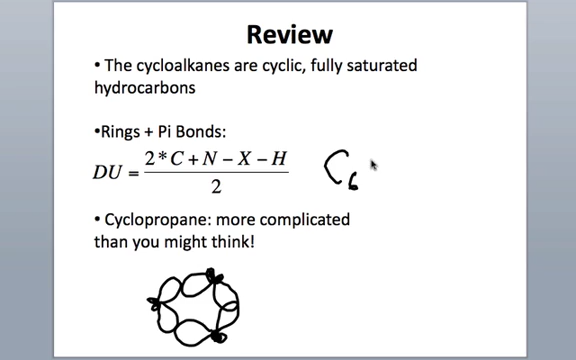 Review
• The cycloalkanes are cyclic, fully saturated
hydrocarbons
•Rings + Pi Bonds:
DU = \frac{2 * C + N − X − H}{2}
C₆
• Cyclopropane: more complicated
than you might think!